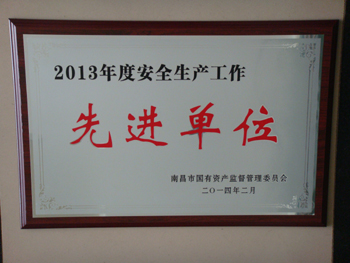 2013年度安全生产工作
先进单位
南昌市国有资产监督管理委员会
二〇一四年二月